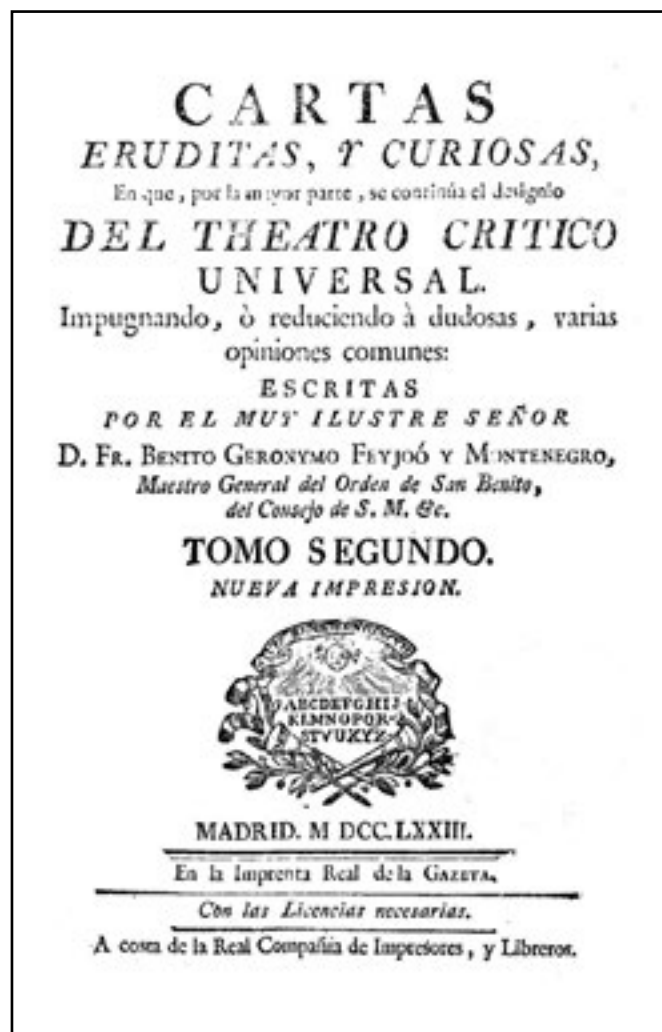 CARTAS
ERUDITAS, Y CURIOSAS,
En que, por la mayor parte, se continúa el designio
DEL THEATRO CRITICO
UNIVERSAL.
Impugnando, ò reduciendo à dudosas, varias
opiniones comunes:
ESCRITAS
POR EL MUY ILUSTRE SEÑOR
D. FR. BENITO GERONYMO FEYJOÓ Y MONTENEGRO,
Maestro General del Orden de San Benito,
del Consejo de S. M. &c.
TOMO SEGUNDO.
NUEVA IMPRESION.
ABCDEFGHIJ
KLMNOPQR
STVUXYZ
MADRID. M DCC.LXXIII.
En la Imprenta Real de la GAZETA.
Con las Licencias necesarias.
A costa de la Real Compañia de Impresores, y Libreros.